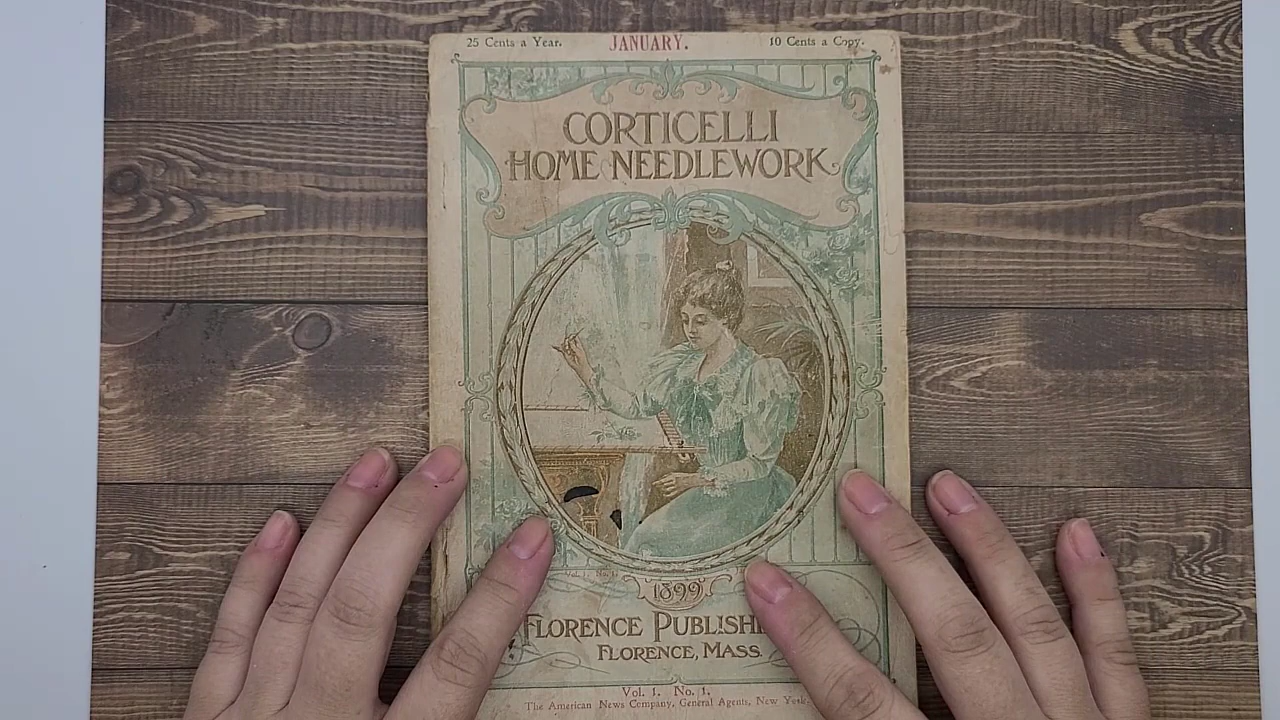 25 Cents a Year. JANUARY. 10 Cents a Copy.
CORTICELLI
HOME NEEDLEWORK
1899
FLORENCE
FLORENCE, MASS.
Vol. 1. No. 1.
The American News Company, General Agents, New York.